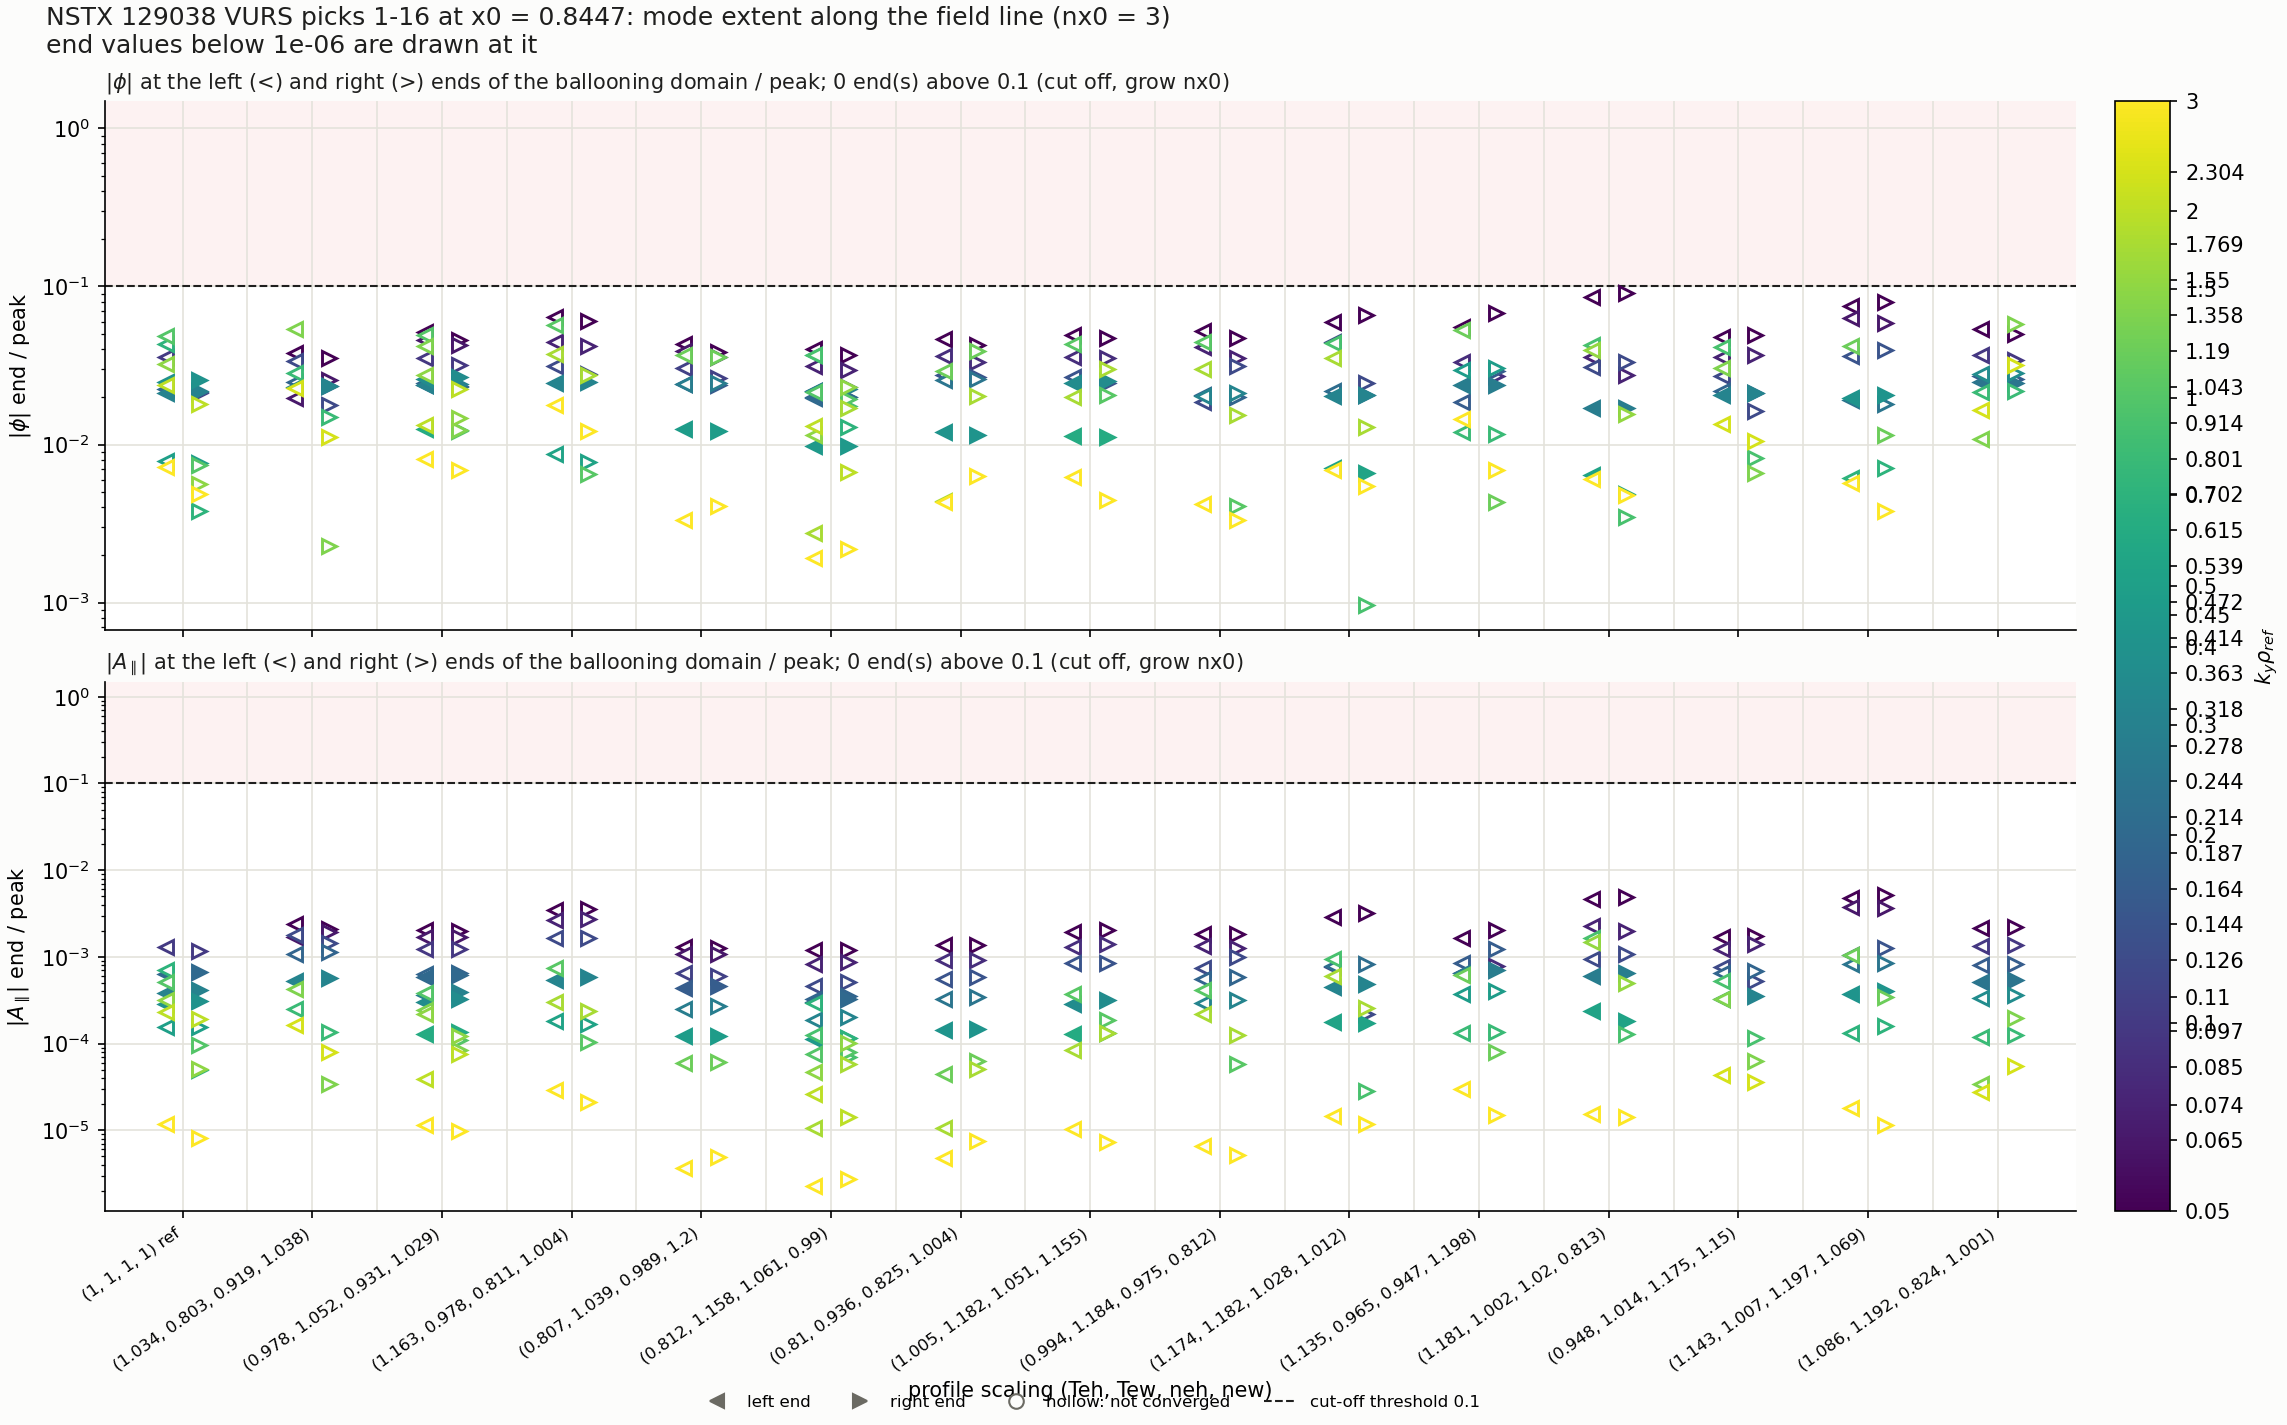 NSTX 129038 VURS picks 1-16 at x0 = 0.8447: mode extent along the field line (nx0 = 3)
end values below 1e-06 are drawn at it
|ϕ| at the left (<) and right (>) ends of the ballooning domain / peak; 0 end(s) above 0.1 (cut off, grow nx0)
|ϕ| end / peak
10⁰
10⁻¹
10⁻²
10⁻³
|A∥| at the left (<) and right (>) ends of the ballooning domain / peak; 0 end(s) above 0.1 (cut off, grow nx0)
|A∥| end / peak
10⁰
10⁻¹
10⁻²
10⁻³
10⁻⁴
10⁻⁵
(1, 1, 1, 1) ref
(1.034, 0.803, 0.919, 1.038)
(0.978, 1.052, 0.931, 1.029)
(1.163, 0.978, 0.811, 1.004)
(0.807, 1.039, 0.989, 1.2)
(0.812, 1.158, 1.061, 0.99)
(0.81, 0.936, 0.825, 1.004)
(1.005, 1.182, 1.051, 1.155)
(0.994, 1.184, 0.975, 0.812)
(1.174, 1.182, 1.028, 1.012)
(1.135, 0.965, 0.947, 1.198)
(1.181, 1.002, 1.02, 0.813)
(0.948, 1.014, 1.175, 1.15)
(1.143, 1.007, 1.197, 1.069)
(1.086, 1.192, 0.824, 1.001)
profile scaling (Teh, Tew, neh, new)
left end
right end
hollow: not converged
cut-off threshold 0.1
3
2.304
2
1.769
1.55
1.5
1.358
1.19
1.043
1
0.914
0.801
0.702
0.7
0.615
0.539
0.5
0.472
0.45
0.414
0.4
0.363
0.318
0.3
0.278
0.244
0.214
0.2
0.187
0.164
0.144
0.126
0.11
0.1
0.097
0.085
0.074
0.065
0.05
kyρref